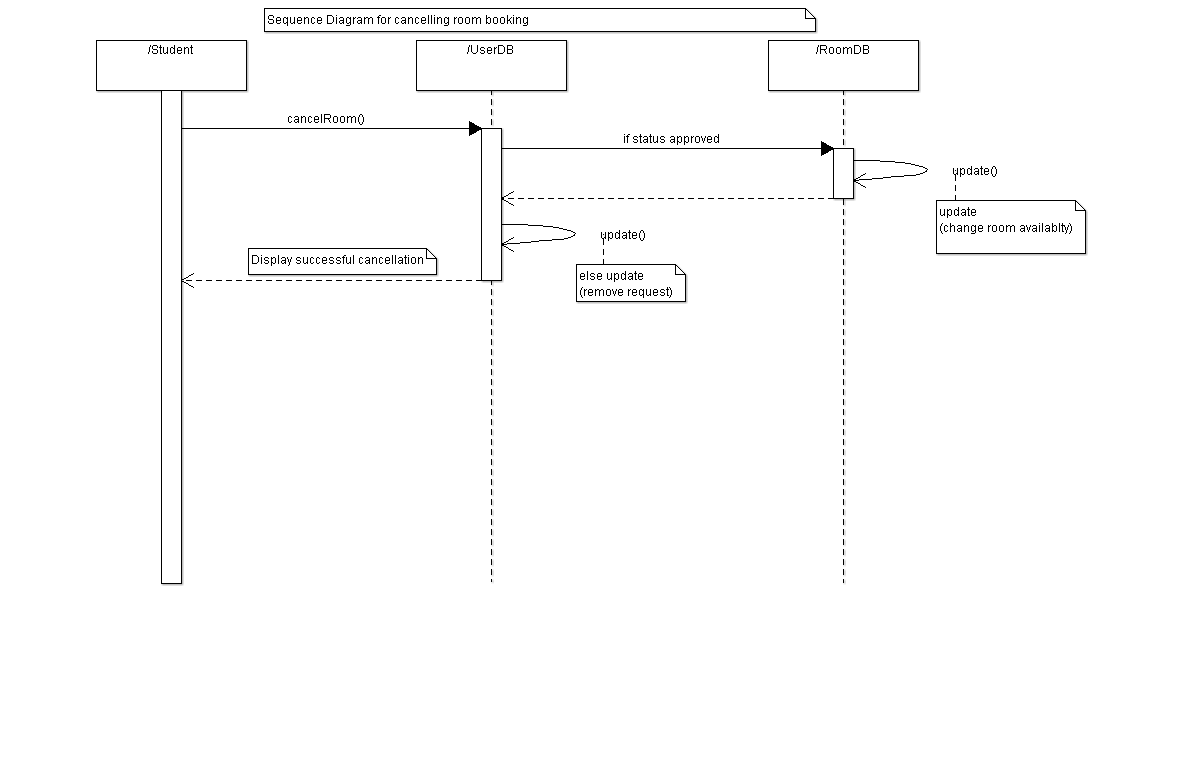 Sequence Diagram for cancelling room booking
/Student
/UserDB
/RoomDB
cancelRoom()
if status approved
update()
update
(change room availablty)
update()
Display successful cancellation
else update
(remove request)